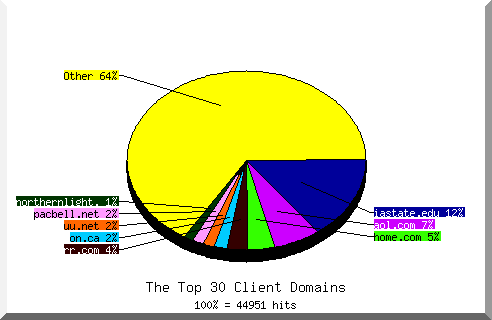 Other 64%
northernlight. 1%
pacbell.net 2%
uu.net 2%
on.ca 2%
rr.com 4%
iastate.edu 12%
aol.com 7%
home.com 5%
The Top 30 Client Domains
100% = 44951 hits